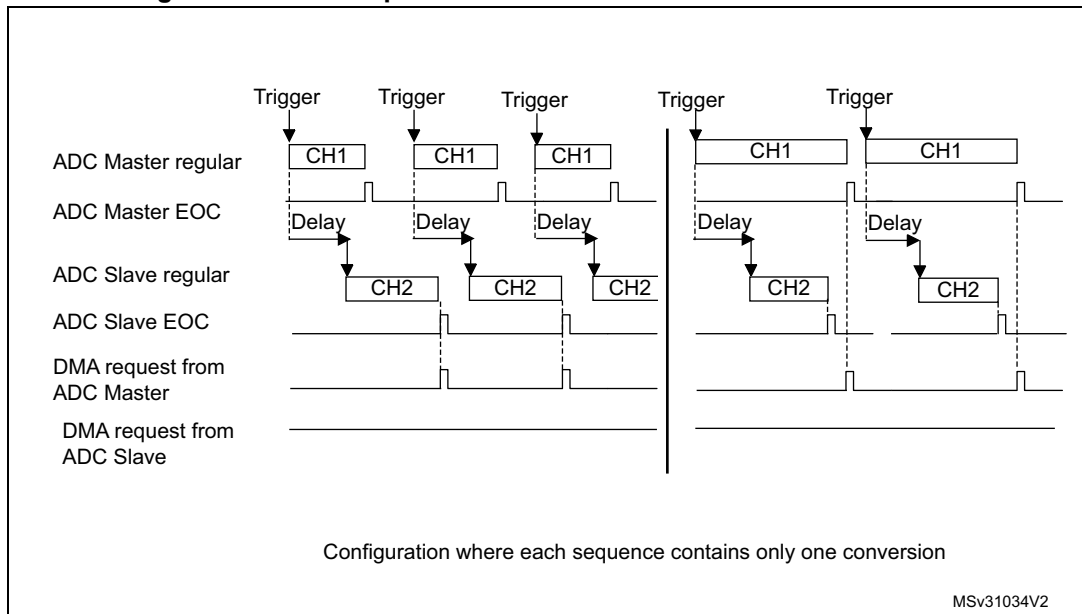 Trigger Trigger Trigger Trigger Trigger
ADC Master regular CH1 CH1 CH1 CH1 CH1
ADC Master EOC
Delay Delay Delay Delay Delay
ADC Slave regular CH2 CH2 CH2 CH2 CH2
ADC Slave EOC
DMA request from
ADC Master
DMA request from
ADC Slave
Configuration where each sequence contains only one conversion
MSv31034V2